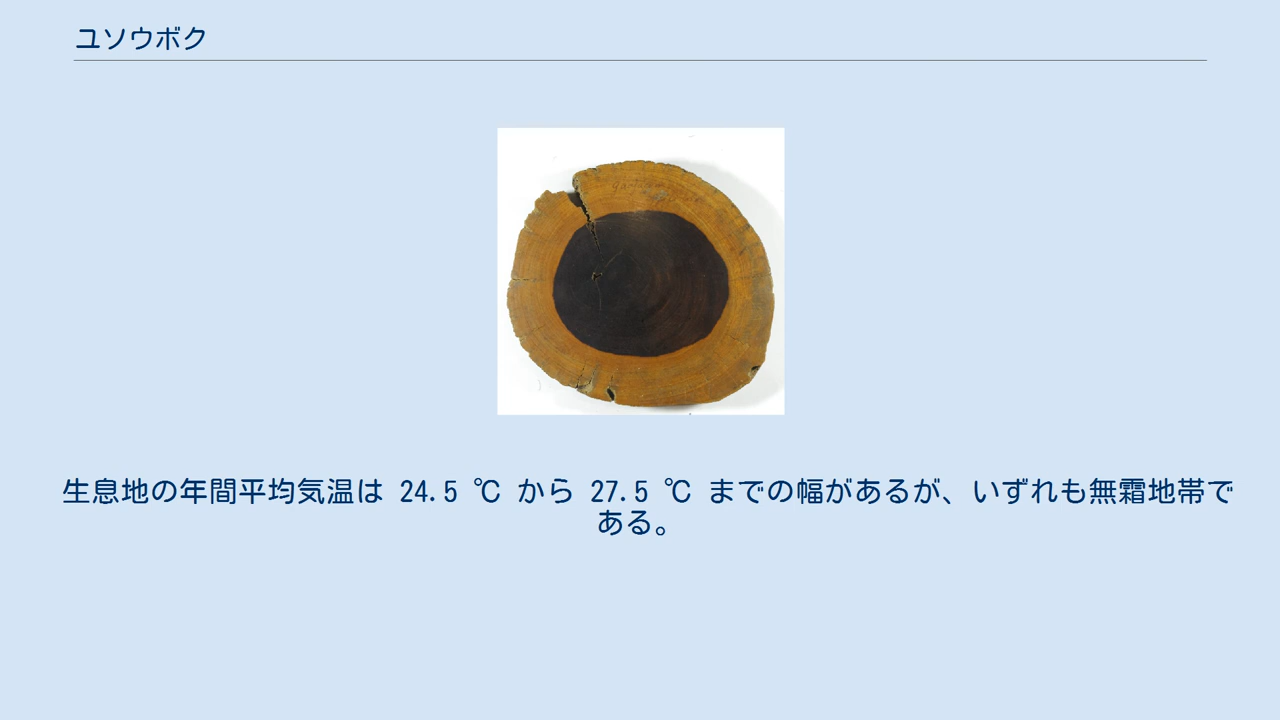 ユソウボク
生息地の年間平均気温は 24.5 ℃ から 27.5 ℃ までの幅があるが、いずれも無霜地帯で
ある。